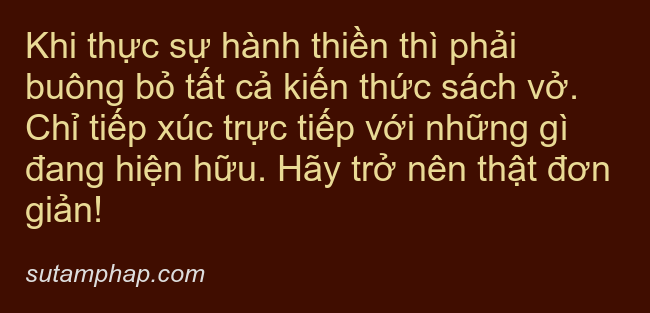 Khi thực sự hành thiền thì phải
buông bỏ tất cả kiến thức sách vở.
Chỉ tiếp xúc trực tiếp với những gì
đang hiện hữu. Hãy trở nên thật đơn
giản!
sutamphap.com